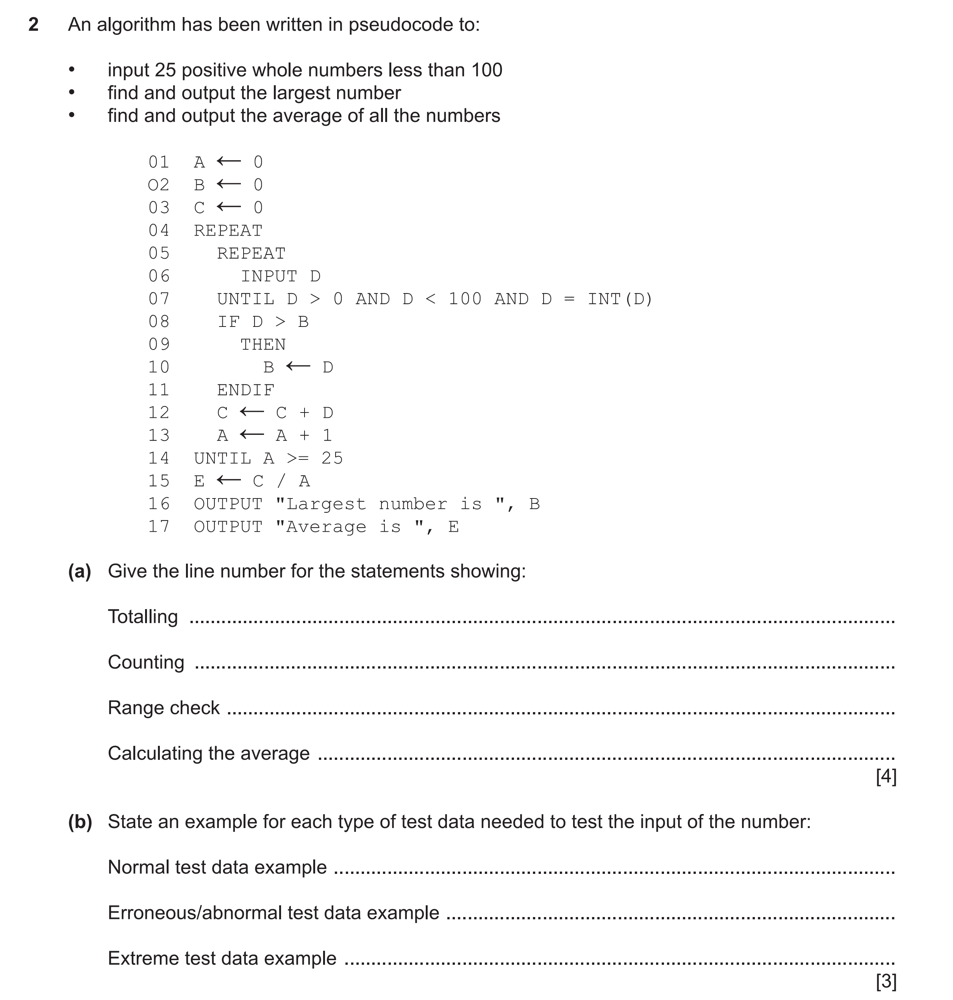 2 An algorithm has been written in pseudocode to:
• input 25 positive whole numbers less than 100
• find and output the largest number
• find and output the average of all the numbers
01 A ← 0
O2 B ← 0
03 C ← 0
04 REPEAT
05 REPEAT
06 INPUT D
07 UNTIL D > 0 AND D < 100 AND D = INT(D)
08 IF D > B
09 THEN
10 B ← D
11 ENDIF
12 C ← C + D
13 A ← A + 1
14 UNTIL A >= 25
15 E ← C / A
16 OUTPUT "Largest number is ", B
17 OUTPUT "Average is ", E
(a) Give the line number for the statements showing:
Totalling ....................................................................................................
Counting ....................................................................................................
Range check ....................................................................................................
Calculating the average ....................................................................................................
[4]
(b) State an example for each type of test data needed to test the input of the number:
Normal test data example ....................................................................................................
Erroneous/abnormal test data example ....................................................................................................
Extreme test data example ....................................................................................................
[3]